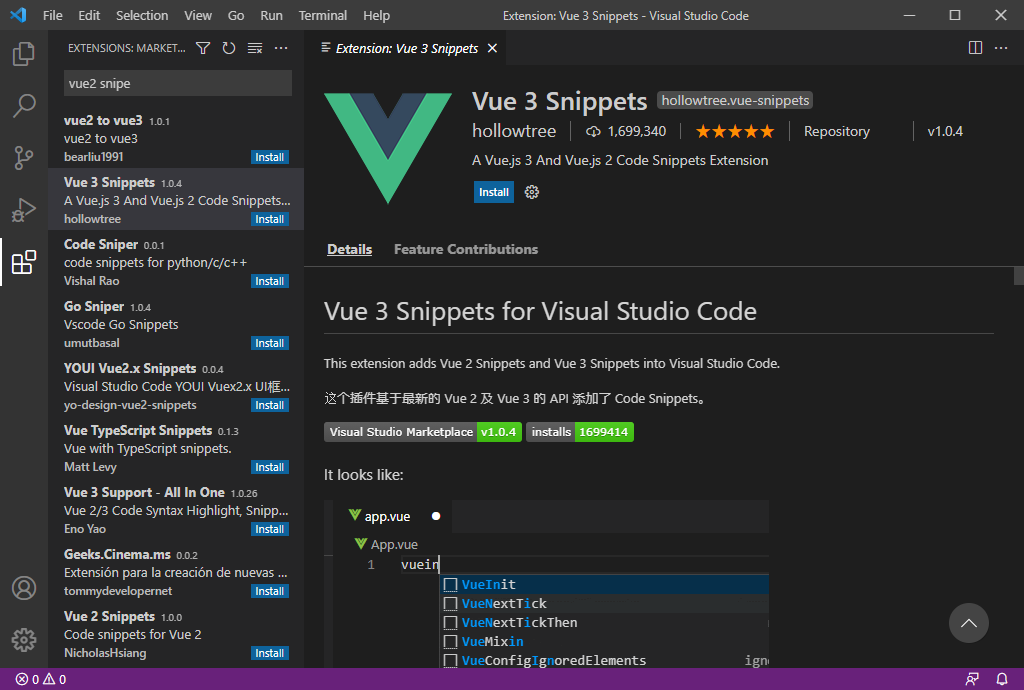 File Edit Selection View Go Run Terminal Help Extension: Vue 3 Snippets - Visual Studio Code
EXTENSIONS: MARKET...
vue2 snipe
vue2 to vue3 1.0.1
vue2 to vue3
bearliu1991 Install
Vue 3 Snippets 1.0.4
A Vue.js 3 And Vue.js 2 Code Snippets...
hollowtree Install
Code Sniper 0.0.1
code snippets for python/c/c++
Vishal Rao Install
Go Sniper 1.0.4
Vscode Go Snippets
umutbasal Install
YOUI Vue2.x Snippets 0.0.4
Visual Studio Code YOUI Vuex2.x UI框...
yo-design-vue2-snippets Install
Vue TypeScript Snippets 0.1.3
Vue with TypeScript snippets.
Matt Levy Install
Vue 3 Support - All In One 1.0.26
Vue 2/3 Code Syntax Highlight, Snipp...
Eno Yao Install
Geeks.Cinema.ms 0.0.2
Extensión para la creación de nuevas ...
tommydevelopernet Install
Vue 2 Snippets 1.0.0
Code snippets for Vue 2
NicholasHsiang Install
Extension: Vue 3 Snippets
Vue 3 Snippets hollowtree.vue-snippets
hollowtree 1,699,340 ★★★★★ Repository v1.0.4
A Vue.js 3 And Vue.js 2 Code Snippets Extension
Install
Details Feature Contributions
Vue 3 Snippets for Visual Studio Code
This extension adds Vue 2 Snippets and Vue 3 Snippets into Visual Studio Code.
这个插件基于最新的 Vue 2 及 Vue 3 的 API 添加了 Code Snippets。
Visual Studio Marketplace v1.0.4 installs 1699414
It looks like:
app.vue
App.vue
1 vuein
VueInit
VueNextTick
VueNextTickThen
VueMixin
VueConfigIgnoredElements igno
0 0